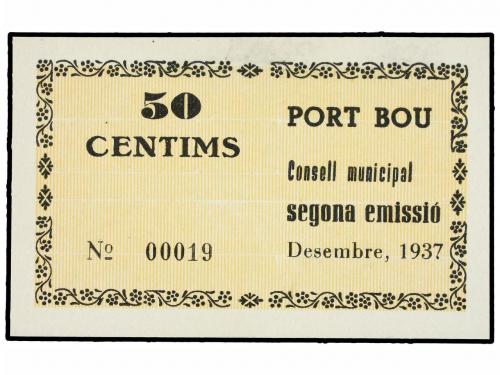 50
CENTIMS
Nº 00019
PORT BOU
Consell municipal
segona emissió
Desembre, 1937